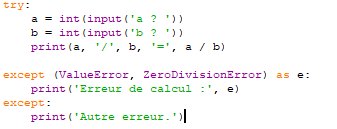 try:
    a = int(input('a ? '))
    b = int(input('b ? '))
    print(a, '/', b, '=', a / b)

except (ValueError, ZeroDivisionError) as e:
    print('Erreur de calcul :', e)
except:
    print('Autre erreur.')